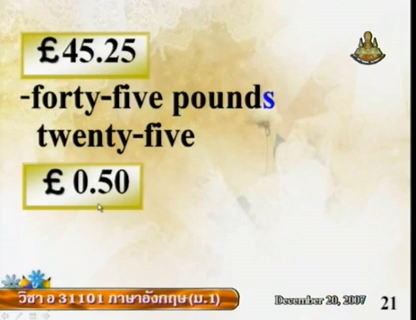 £45.25
-forty-five pounds
twenty-five
£ 0.50
วิชา อ 31101 ภาษาอังกฤษ (ม.1)
December 20, 2007
21